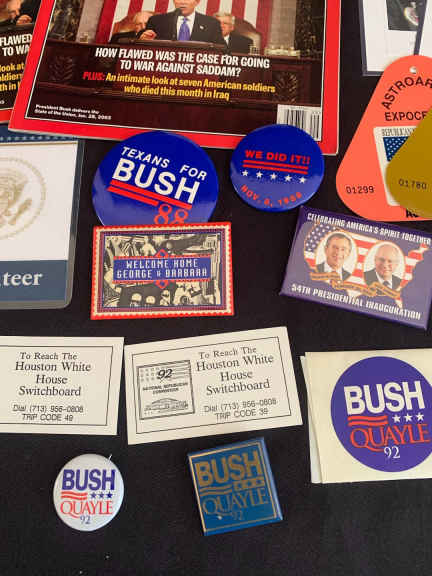 HOW FLAWED WAS THE CASE FOR GOING
TO WAR AGAINST SADDAM?
PLUS: An intimate look at seven American soldiers
who died this month in Iraq
President Bush delivers the
State of the Union, Jan. 28, 2003
TO WA
look at
died
ASTROAR
EXPOCE
REPUBLICAN
01299
01780
TEXANS FOR
BUSH
88
WE DID IT!!
NOV. 8, 1988
teer
WELCOME HOME
GEORGE & BARBARA
CELEBRATING AMERICA'S SPIRIT TOGETHER
54TH PRESIDENTIAL INAUGURATION
To Reach The
Houston White
House
Switchboard
Dial (713) 956-0808
TRIP CODE 49
92
NATIONAL REPUBLICAN
CONVENTION
To Reach The
Houston White
House
Switchboard
Dial (713) 956-0808
TRIP CODE 39
BUSH
QUAYLE
92
BUSH
QUAYLE
92
BUSH
QUAYLE
92